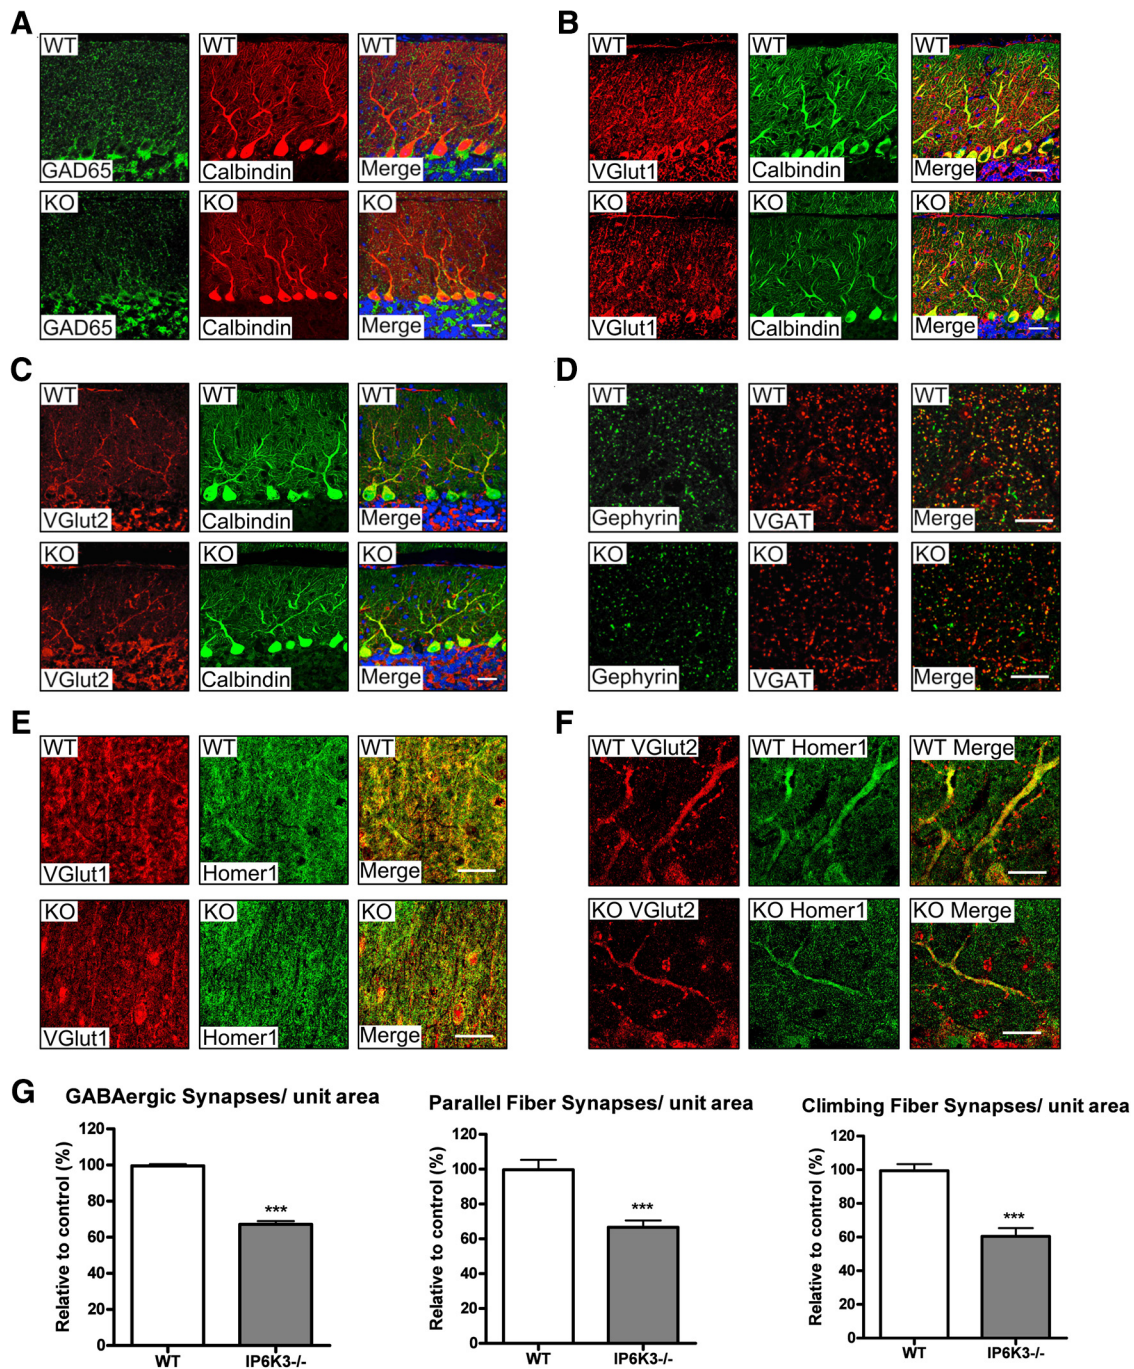 A
WT
WT
WT
GAD65
Calbindin
Merge
KO
KO
KO
GAD65
Calbindin
Merge
B
WT
WT
WT
VGlut1
Calbindin
Merge
KO
KO
KO
VGlut1
Calbindin
Merge
C
WT
WT
WT
VGlut2
Calbindin
Merge
KO
KO
KO
VGlut2
Calbindin
Merge
D
WT
WT
WT
Gephyrin
VGAT
Merge
KO
KO
KO
Gephyrin
VGAT
Merge
E
WT
WT
WT
VGlut1
Homer1
Merge
KO
KO
KO
VGlut1
Homer1
Merge
F
WT VGlut2
WT Homer1
WT Merge
KO VGlut2
KO Homer1
KO Merge
G
GABAergic Synapses/ unit area
Relative to control (%)
120
100
80
60
40
20
0
***
WT
IP6K3-/-
Parallel Fiber Synapses/ unit area
Relative to control (%)
120
100
80
60
40
20
0
***
WT
IP6K3-/-
Climbing Fiber Synapses/ unit area
Relative to control (%)
120
100
80
60
40
20
0
***
WT
IP6K3-/-